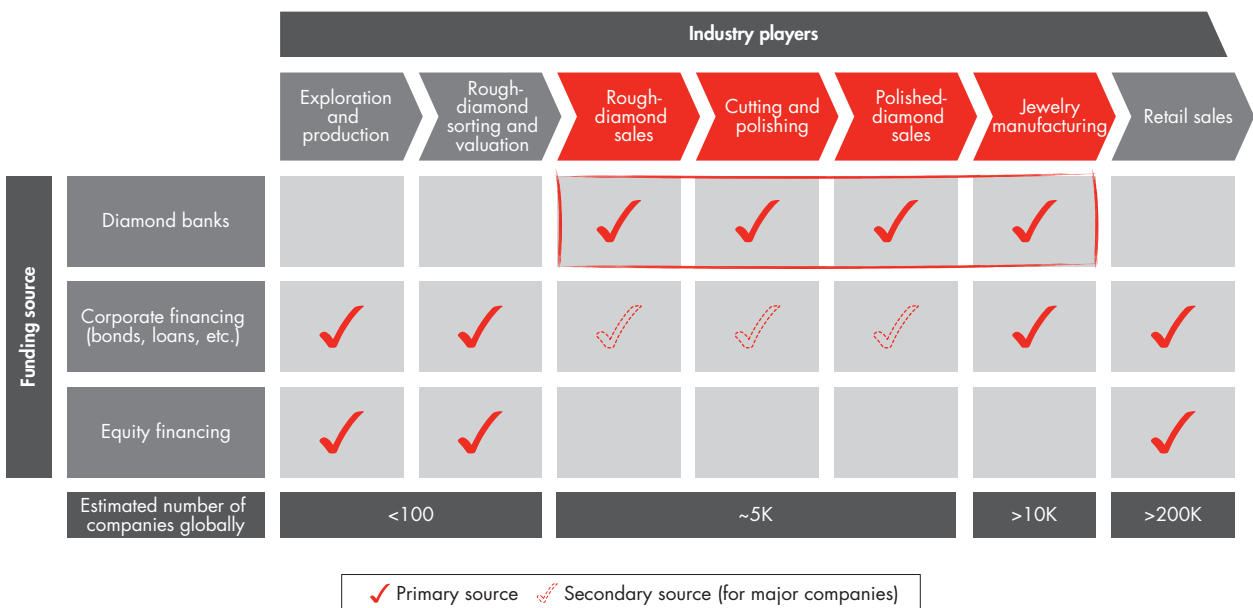 Industry players
Exploration
and
production
Rough-
diamond
sorting and
valuation
Rough-
diamond
sales
Cutting and
polishing
Polished-
diamond
sales
Jewelry
manufacturing
Retail sales
Funding source
Diamond banks
Corporate financing
(bonds, loans, etc.)
Equity financing
Estimated number of
companies globally
<100
~5K
>10K
>200K
Primary source
Secondary source (for major companies)